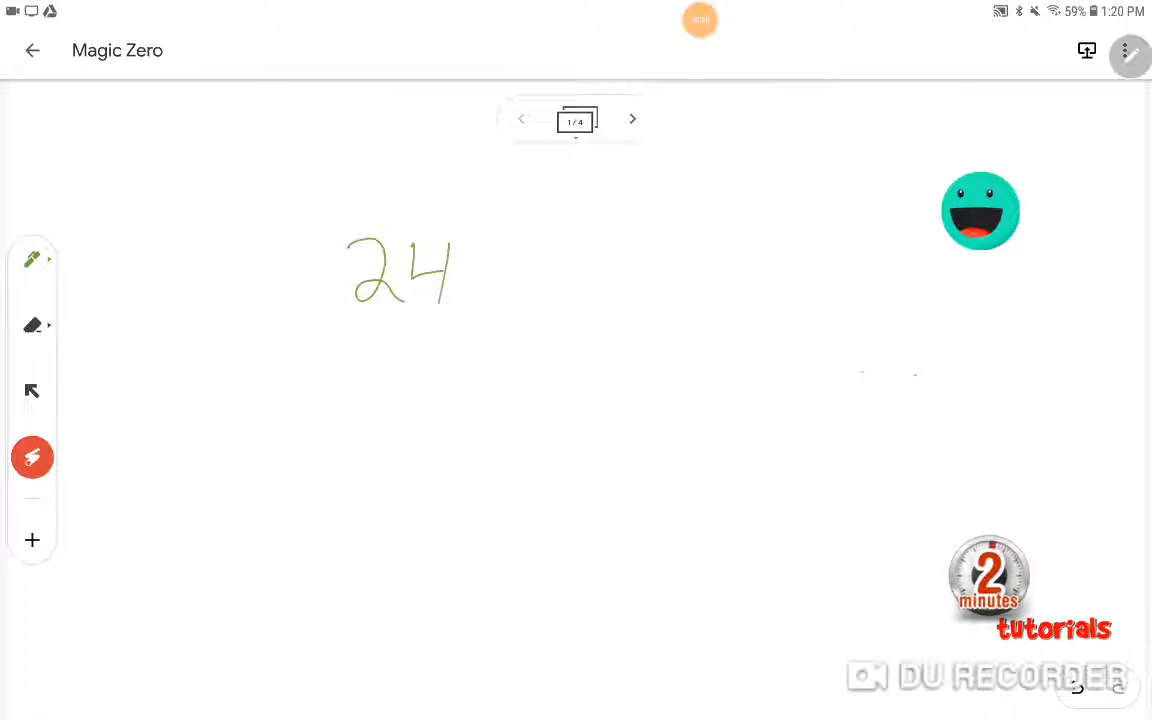 59% 1:20 PM
Magic Zero
1/4
24
2
minutes
tutorials
DU RECORDER